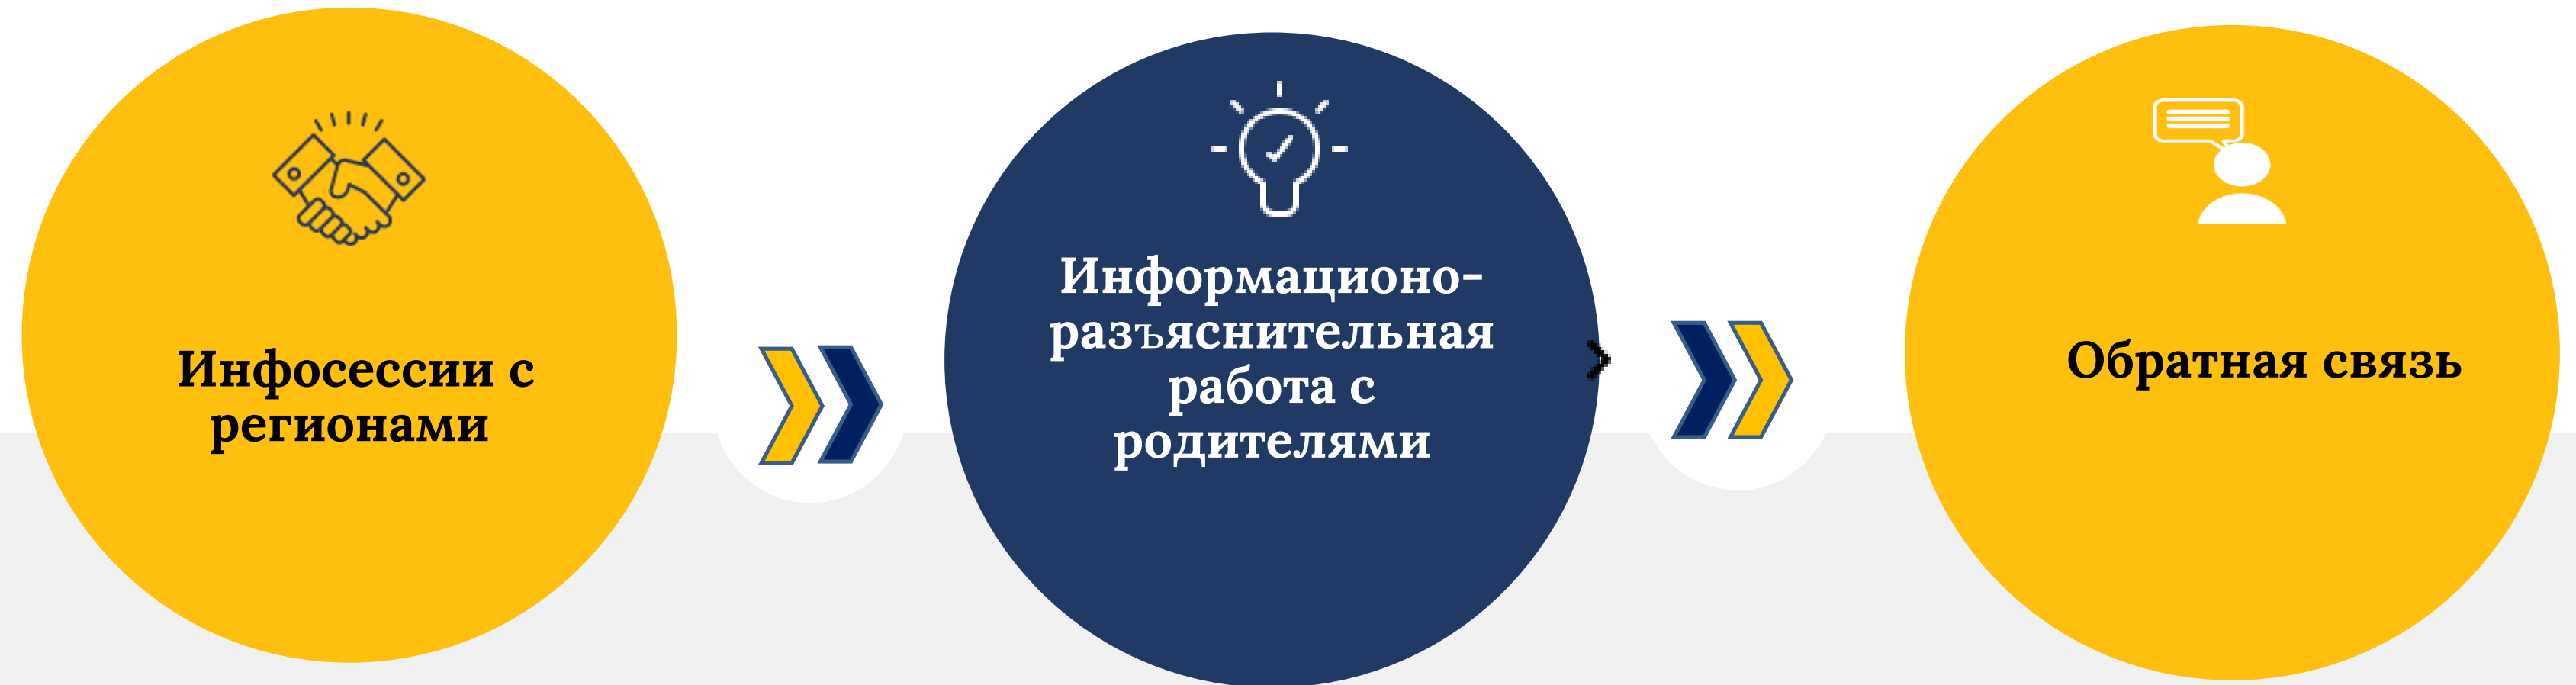 Инфосессии с
регионами
Информационо-
разъяснительная
работа с
родителями
Обратная связь